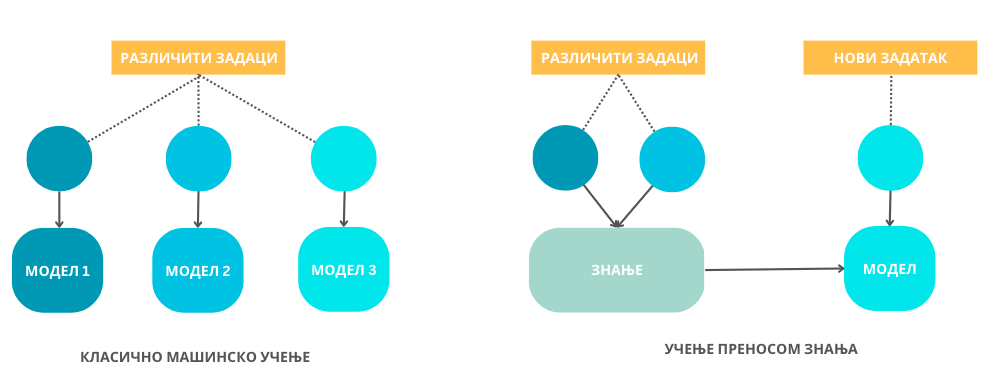 РАЗЛИЧИТИ ЗАДАЦИ
МОДЕЛ 1
МОДЕЛ 2
МОДЕЛ 3
КЛАСИЧНО МАШИНСКО УЧЕЊЕ
РАЗЛИЧИТИ ЗАДАЦИ
НОВИ ЗАДАТАК
ЗНАЊЕ
МОДЕЛ
УЧЕЊЕ ПРЕНОСОМ ЗНАЊА